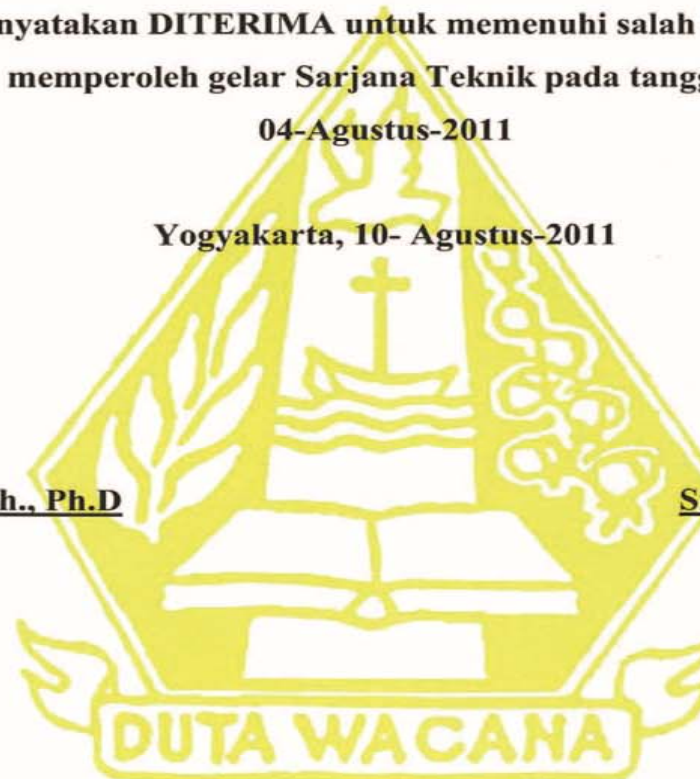 nyatakan DITERIMA untuk memenuhi salah
memperoleh gelar Sarjana Teknik pada tangg
04-Agustus-2011
Yogyakarta, 10- Agustus-2011
h., Ph.D
S
DUTA WACANA